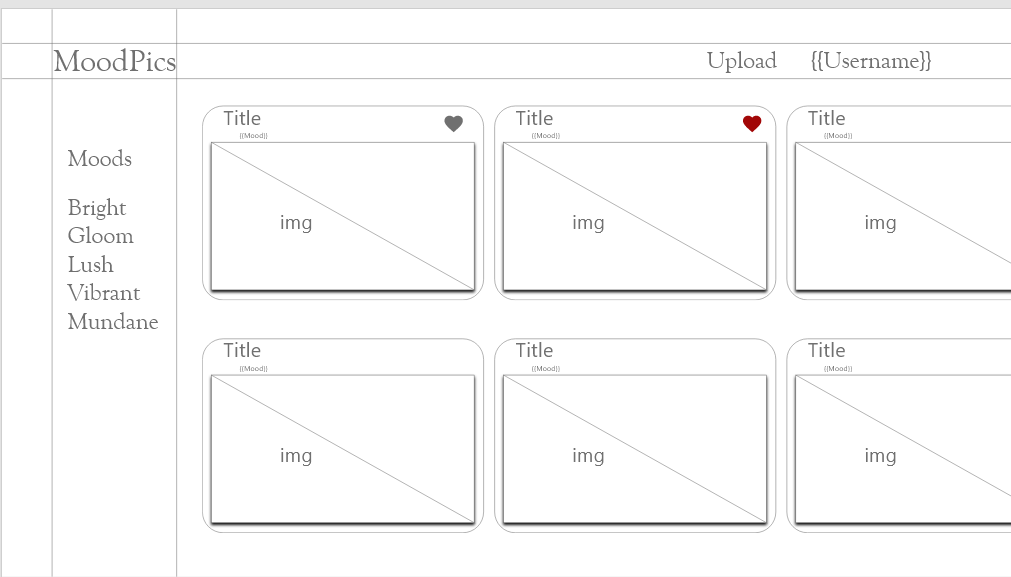 MoodPics
Upload {{Username}}
Moods
Bright
Gloom
Lush
Vibrant
Mundane
Title
{{Mood}}
img
Title
{{Mood}}
img
Title
{{Mood}}
img
Title
{{Mood}}
img
Title
{{Mood}}
img
Title
{{Mood}}
img